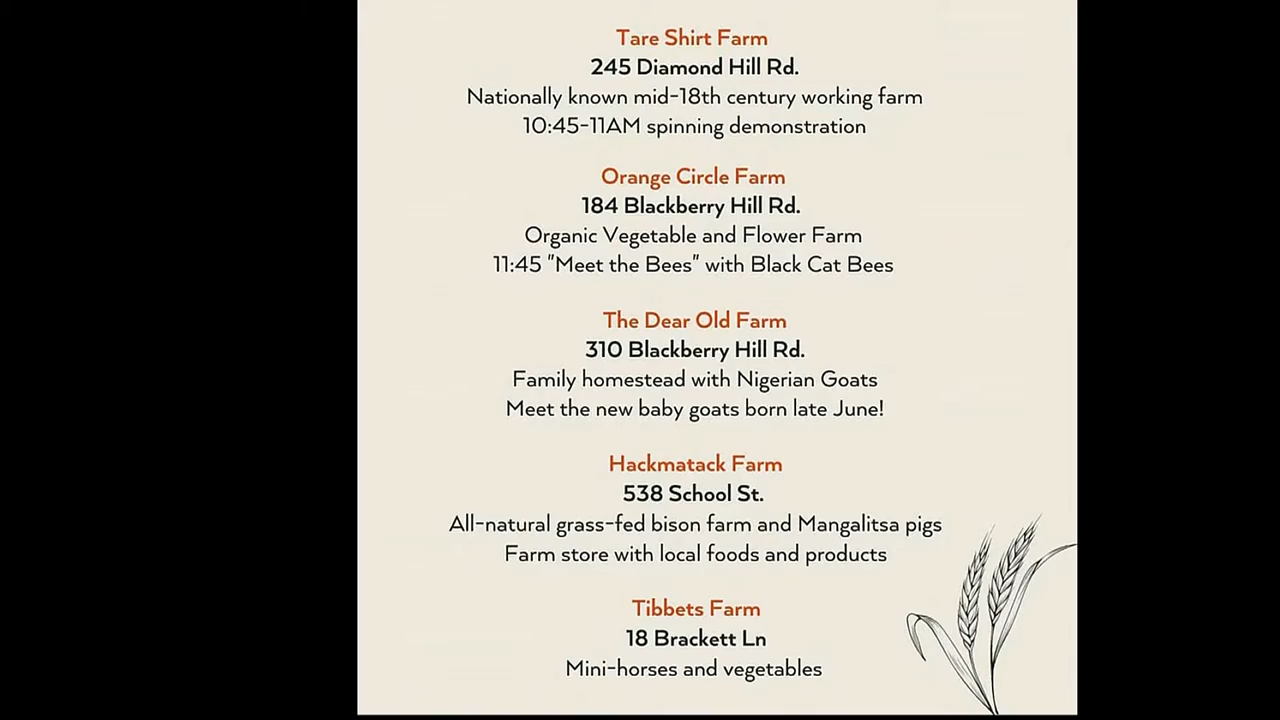 Tare Shirt Farm
245 Diamond Hill Rd.
Nationally known mid-18th century working farm
10:45-11AM spinning demonstration
Orange Circle Farm
184 Blackberry Hill Rd.
Organic Vegetable and Flower Farm
11:45 "Meet the Bees" with Black Cat Bees
The Dear Old Farm
310 Blackberry Hill Rd.
Family homestead with Nigerian Goats
Meet the new baby goats born late June!
Hackmatack Farm
538 School St.
All-natural grass-fed bison farm and Mangalitsa pigs
Farm store with local foods and products
Tibbets Farm
18 Brackett Ln
Mini-horses and vegetables